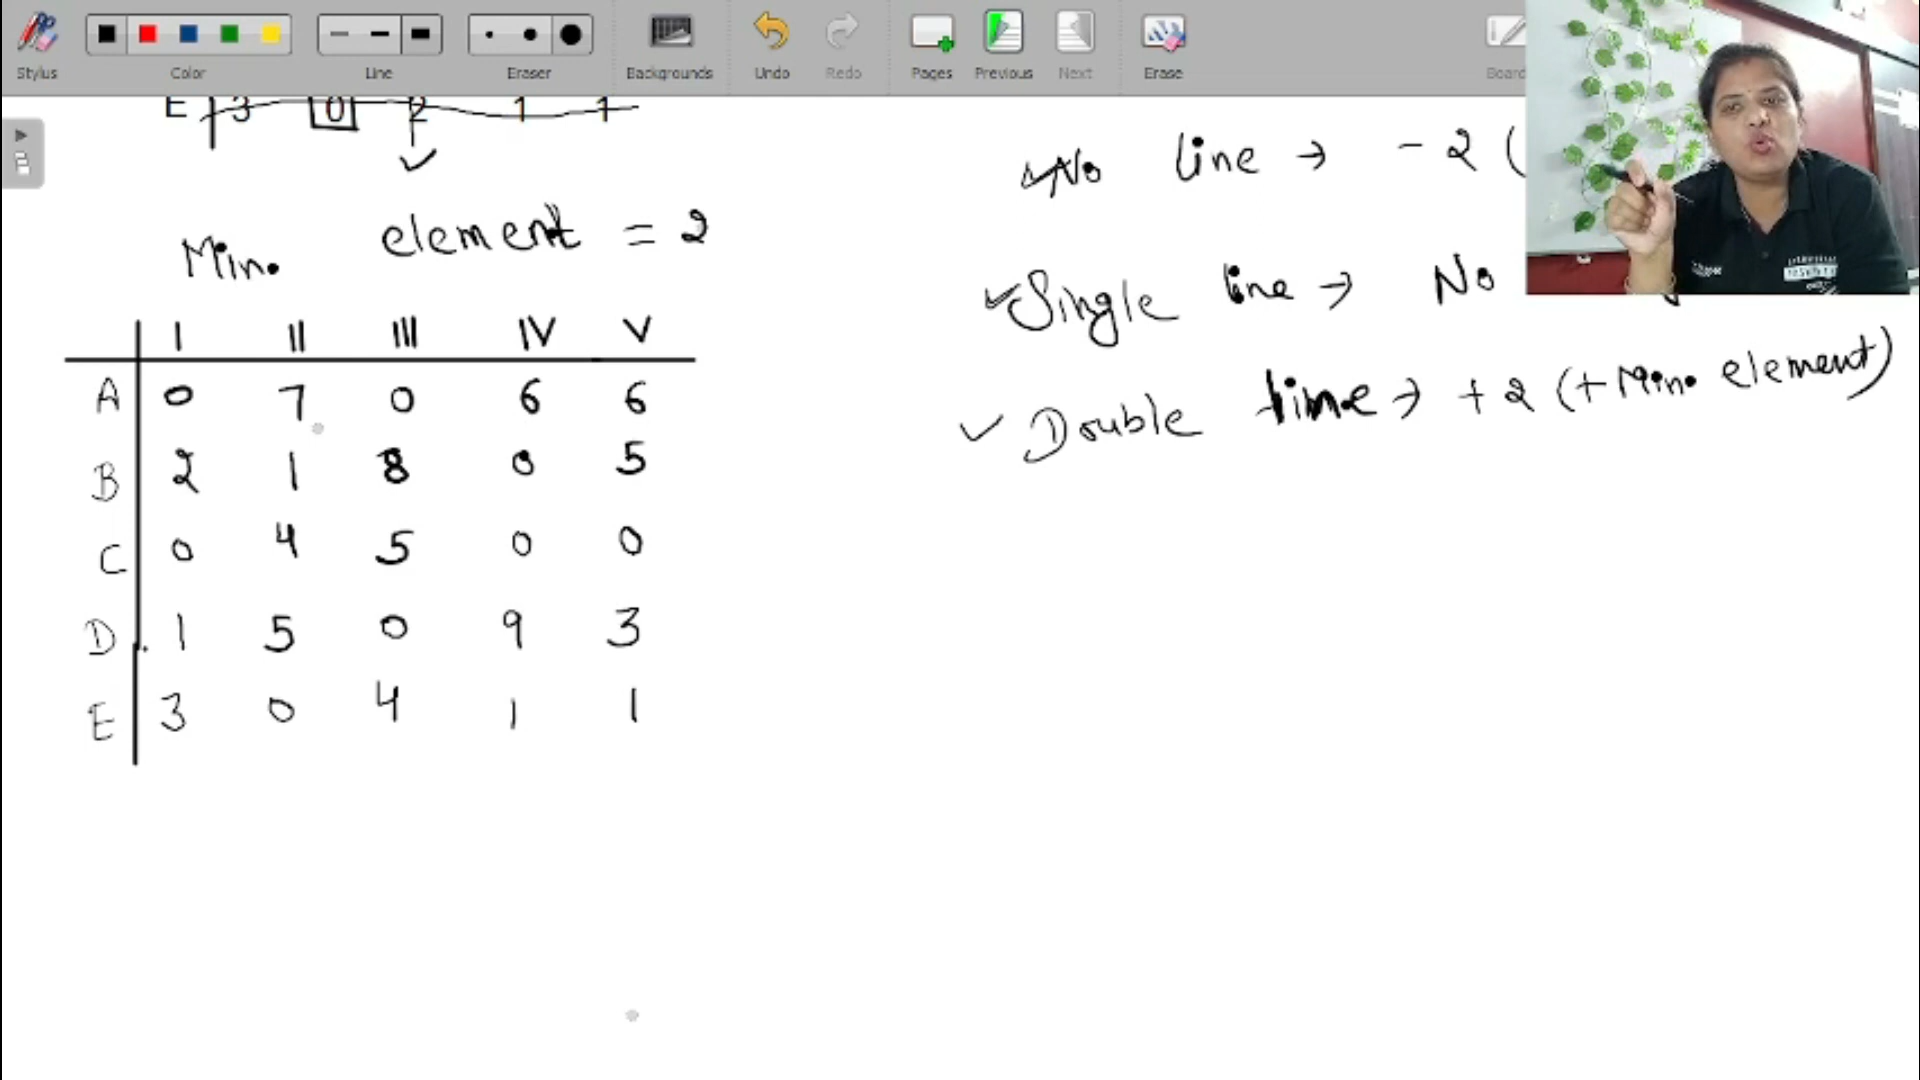 Stylus
Color
Line
Eraser
Backgrounds
Undo
Redo
Pages
Previous
Next
Erase
Board
E 3 0 2 1 1
Min. element = 2
I II III IV V
A 0 7 0 6 6
B 2 1 8 0 5
C 0 4 5 0 0
D 1 5 0 9 3
E 3 0 4 1 1
No line → - 2 (
Single line → No
Double line → + 2 (+ Min. element)